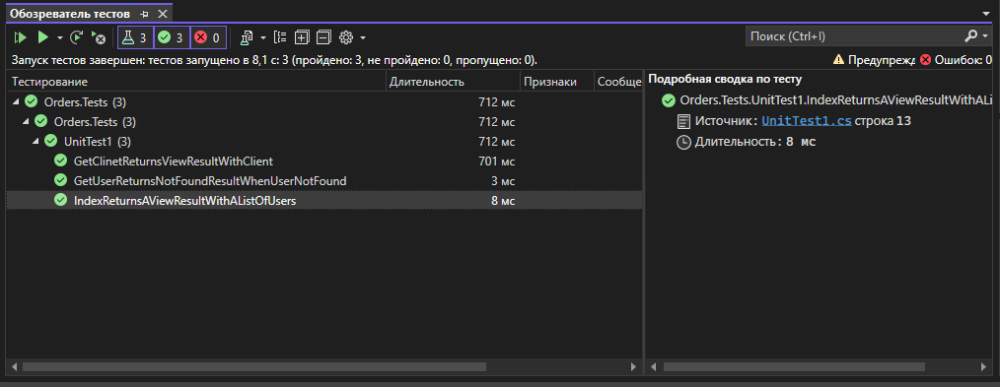 Обозреватель тестов
3 3 0
Поиск (Ctrl+I)
Запуск тестов завершен: тестов запущено в 8,1 с: 3 (пройдено: 3, не пройдено: 0, пропущено: 0).
Предупрежд Ошибок: 0
Тестирование Длительность Признаки Сообще
Orders.Tests (3) 712 мс
Orders.Tests (3) 712 мс
UnitTest1 (3) 712 мс
GetClinetReturnsViewResultWithClient 701 мс
GetUserReturnsNotFoundResultWhenUserNotFound 3 мс
IndexReturnsAViewResultWithAListOfUsers 8 мс
Подробная сводка по тесту
Orders.Tests.UnitTest1.IndexReturnsAViewResultWithALi
Источник: UnitTest1.cs строка 13
Длительность: 8 мс